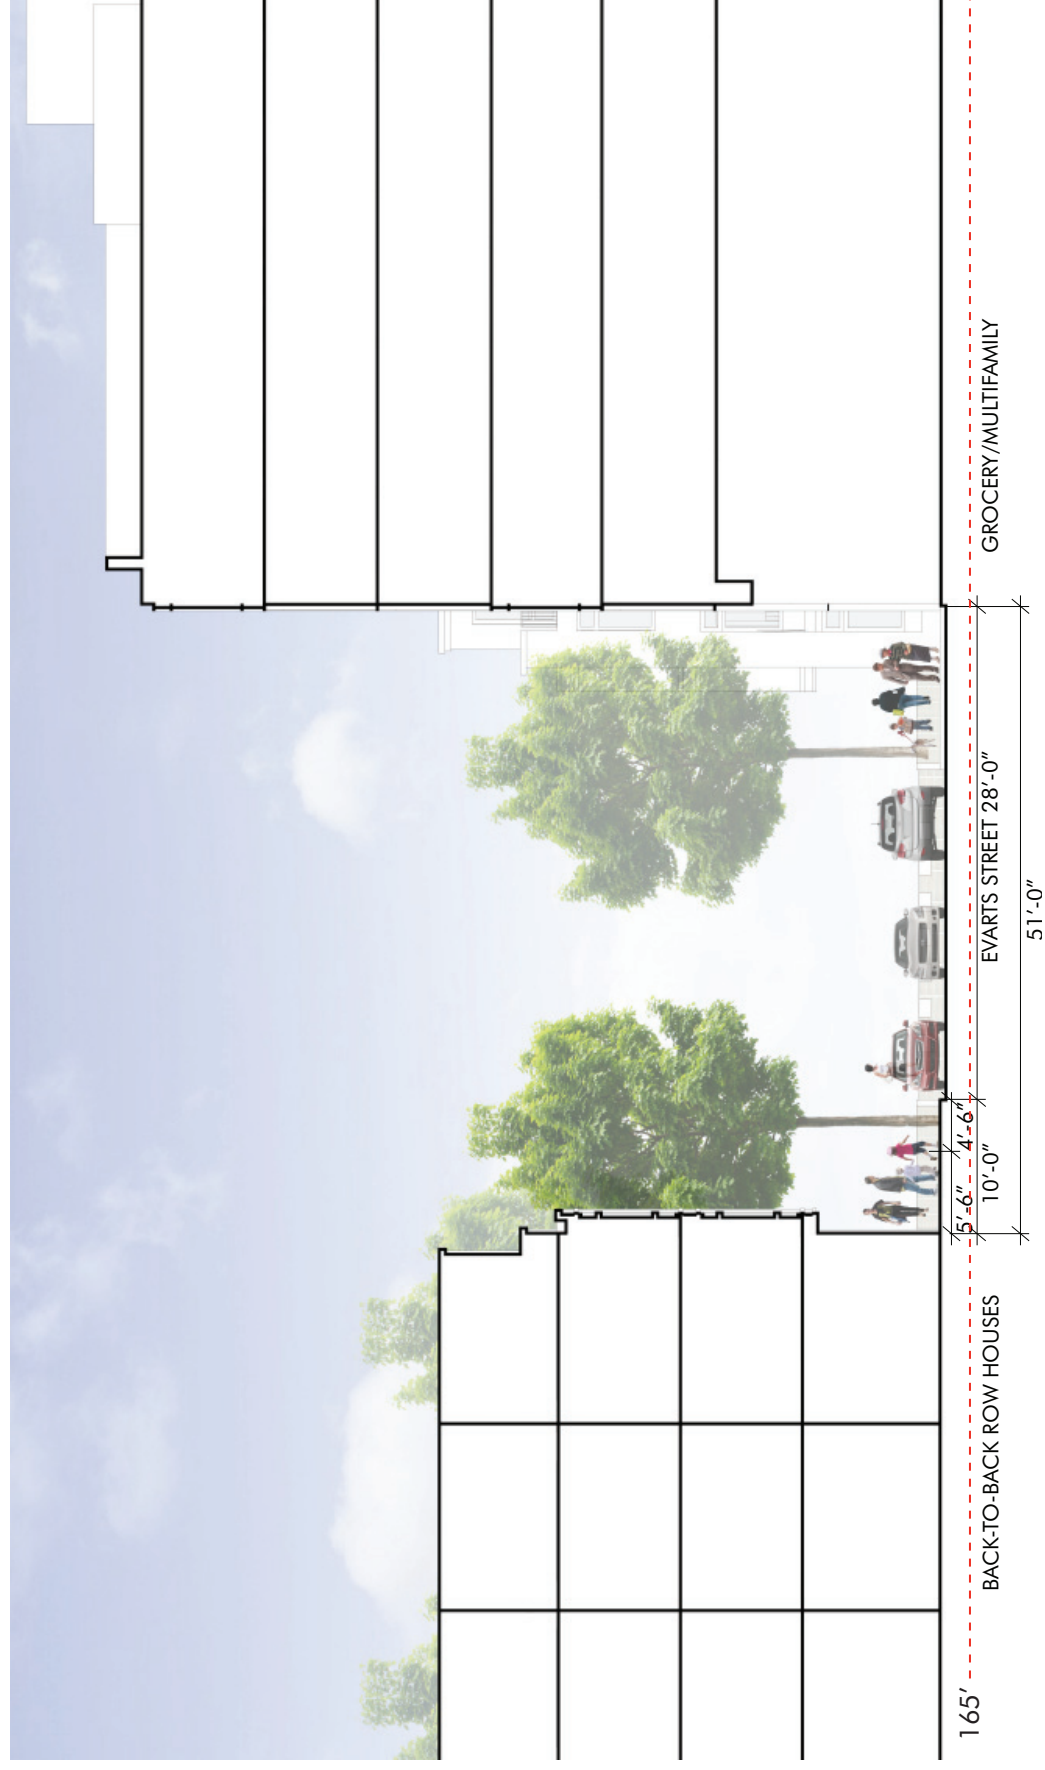 165'
BACK-TO-BACK ROW HOUSES
5'-6"
4'-6"
10'-0"
EVARTS STREET 28'-0"
51'-0"
GROCERY/MULTIFAMILY